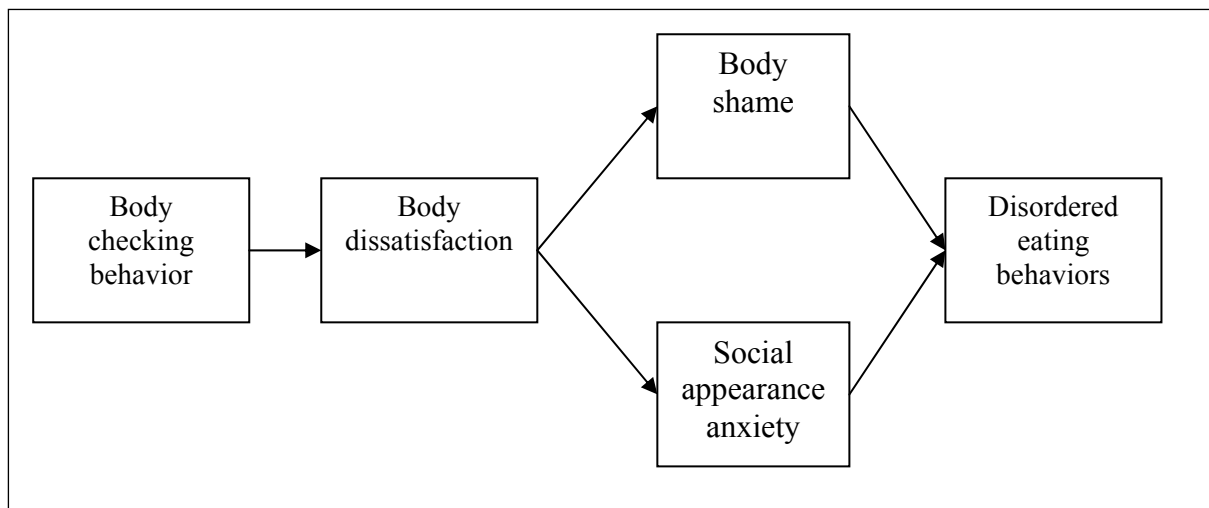 Body
checking
behavior
Body
dissatisfaction
Body
shame
Social
appearance
anxiety
Disordered
eating
behaviors